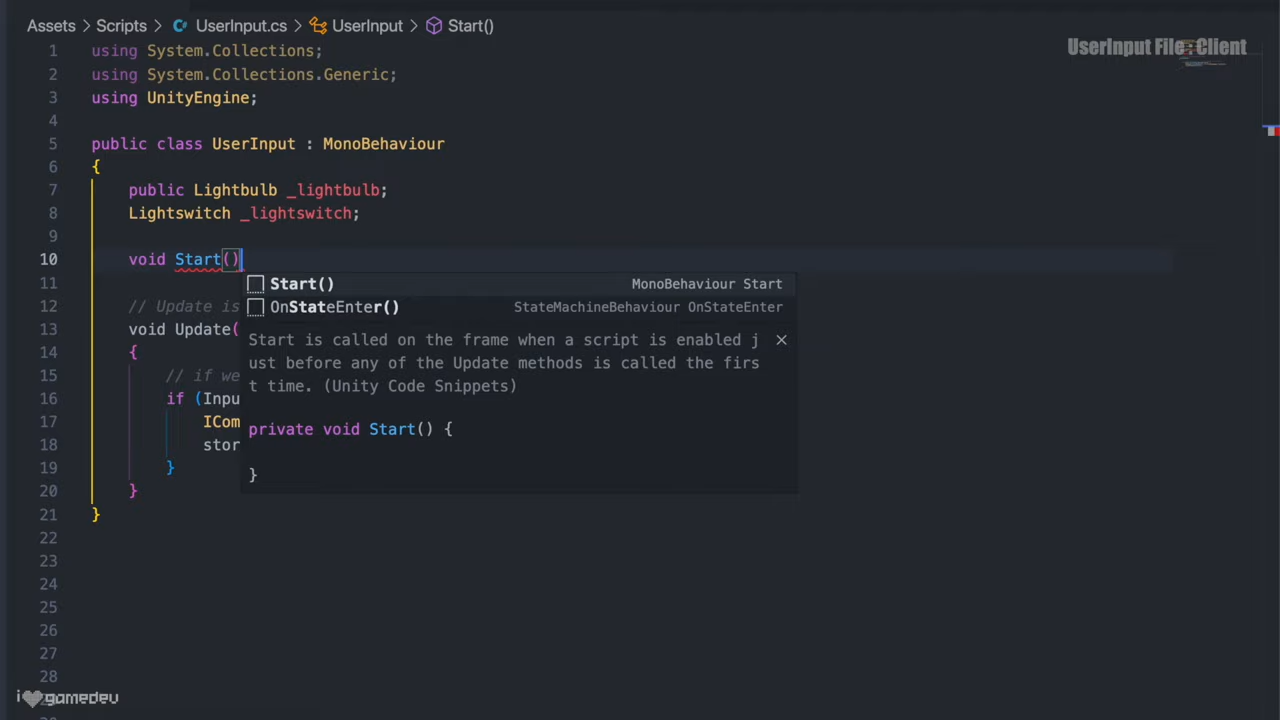 Assets > Scripts > UserInput.cs > UserInput > Start()
UserInput File: Client
1 using System.Collections;
2 using System.Collections.Generic;
3 using UnityEngine;
4
5 public class UserInput : MonoBehaviour
6 {
7 public Lightbulb _lightbulb;
8 Lightswitch _lightswitch;
9
10 void Start()
11
12 // Update is
13 void Update(
14 {
15 // if we
16 if (Inpu
17 ICom
18 stor
19 }
20 }
21 }
22
23
24
25
26
27
28
Start() MonoBehaviour Start
OnStateEnter() StateMachineBehaviour OnStateEnter
Start is called on the frame when a script is enabled j
ust before any of the Update methods is called the firs
t time. (Unity Code Snippets)
private void Start() {
}
i gamedev